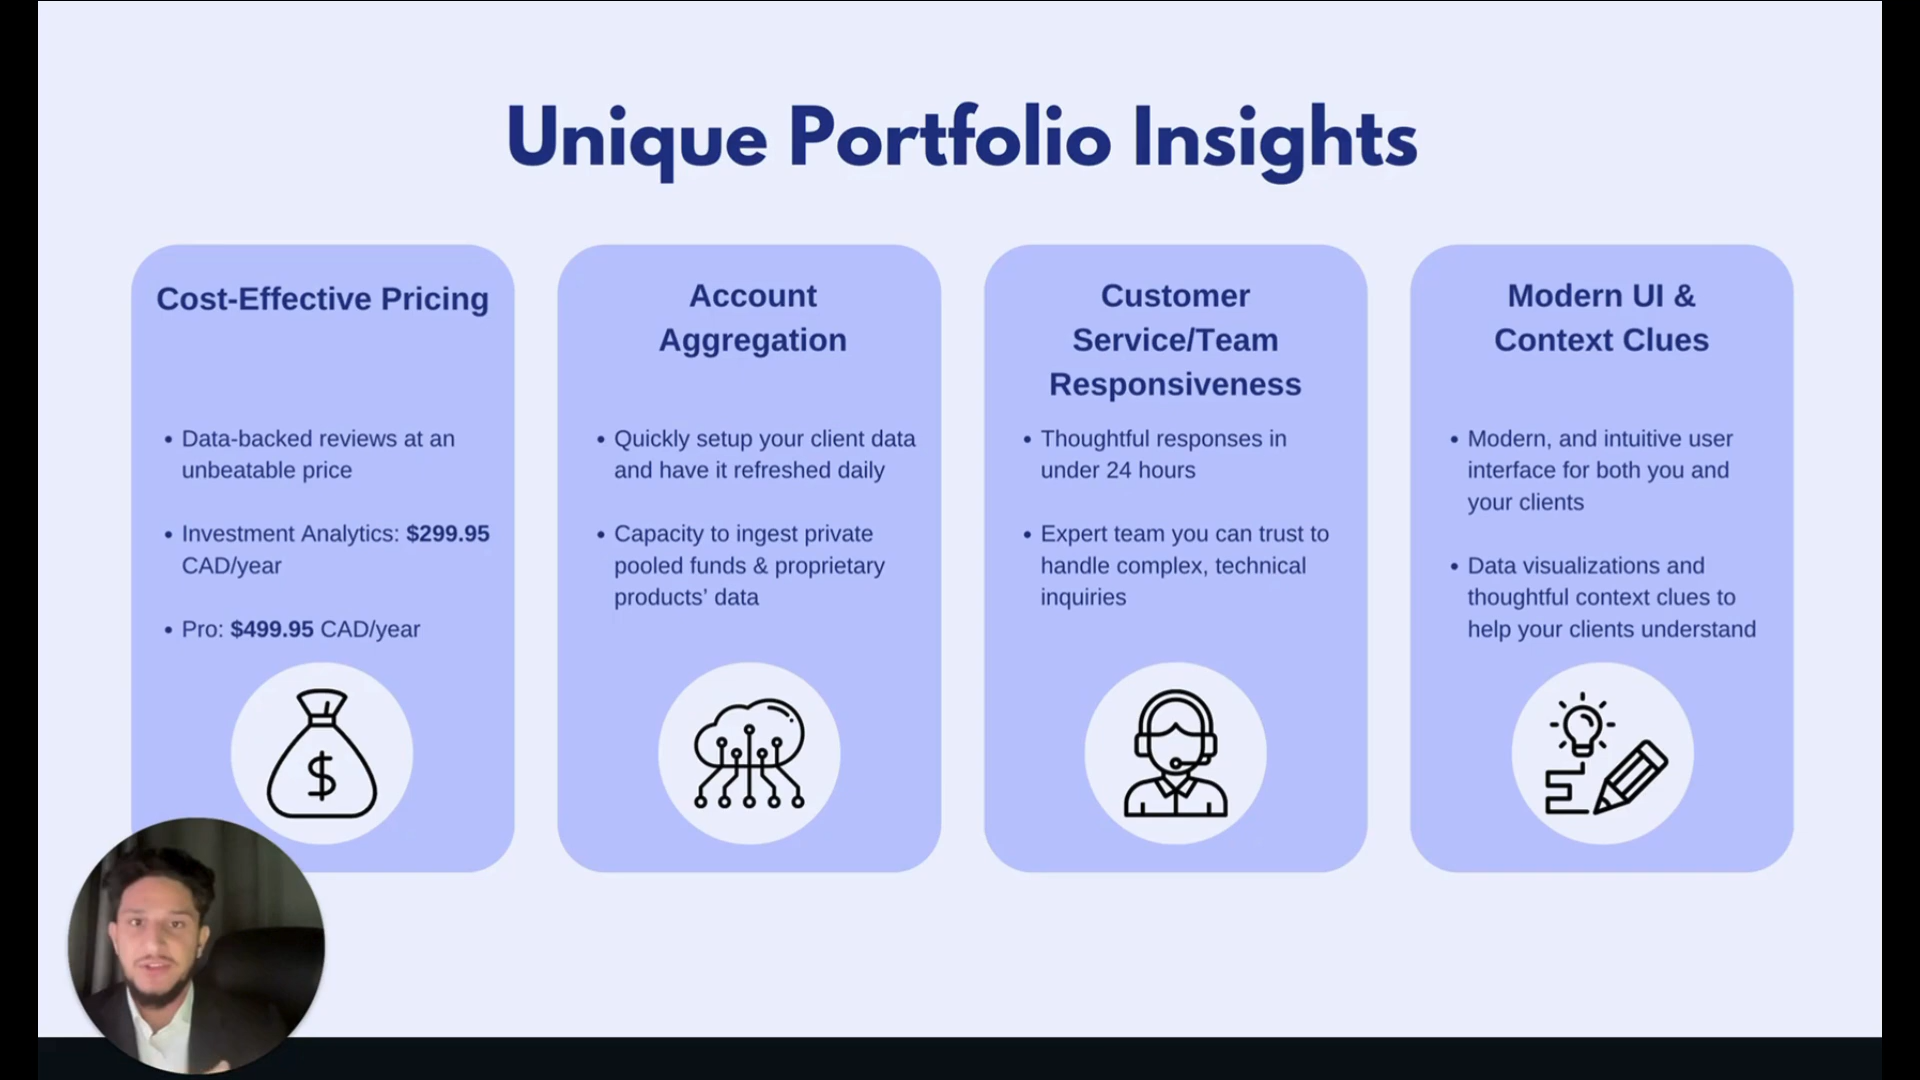 Unique Portfolio Insights
Cost-Effective Pricing
• Data-backed reviews at an
unbeatable price
• Investment Analytics: $299.95
CAD/year
• Pro: $499.95 CAD/year
$
Account
Aggregation
• Quickly setup your client data
and have it refreshed daily
• Capacity to ingest private
pooled funds & proprietary
products’ data
Customer
Service/Team
Responsiveness
• Thoughtful responses in
under 24 hours
• Expert team you can trust to
handle complex, technical
inquiries
Modern UI &
Context Clues
• Modern, and intuitive user
interface for both you and
your clients
• Data visualizations and
thoughtful context clues to
help your clients understand